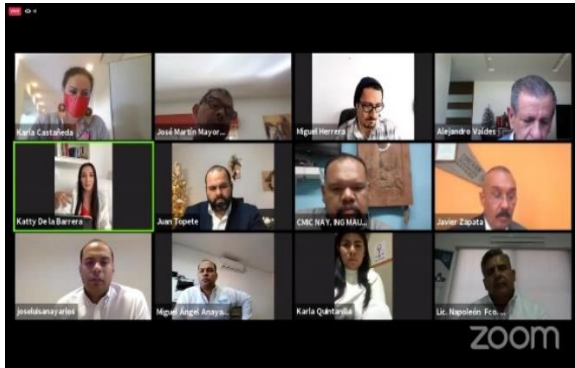 Karla Castañeda
José Martín Mayor...
Miguel Herrera
Alejandro Valdes
Katty De la Barrera
Juan Topete
CMIC NAY. ING MAU...
Javier Zapata
joseluisanayarios
Miguel Ángel Anaya...
Karla Quintanilla
Lic. Napoleón Fco. ...
zoom